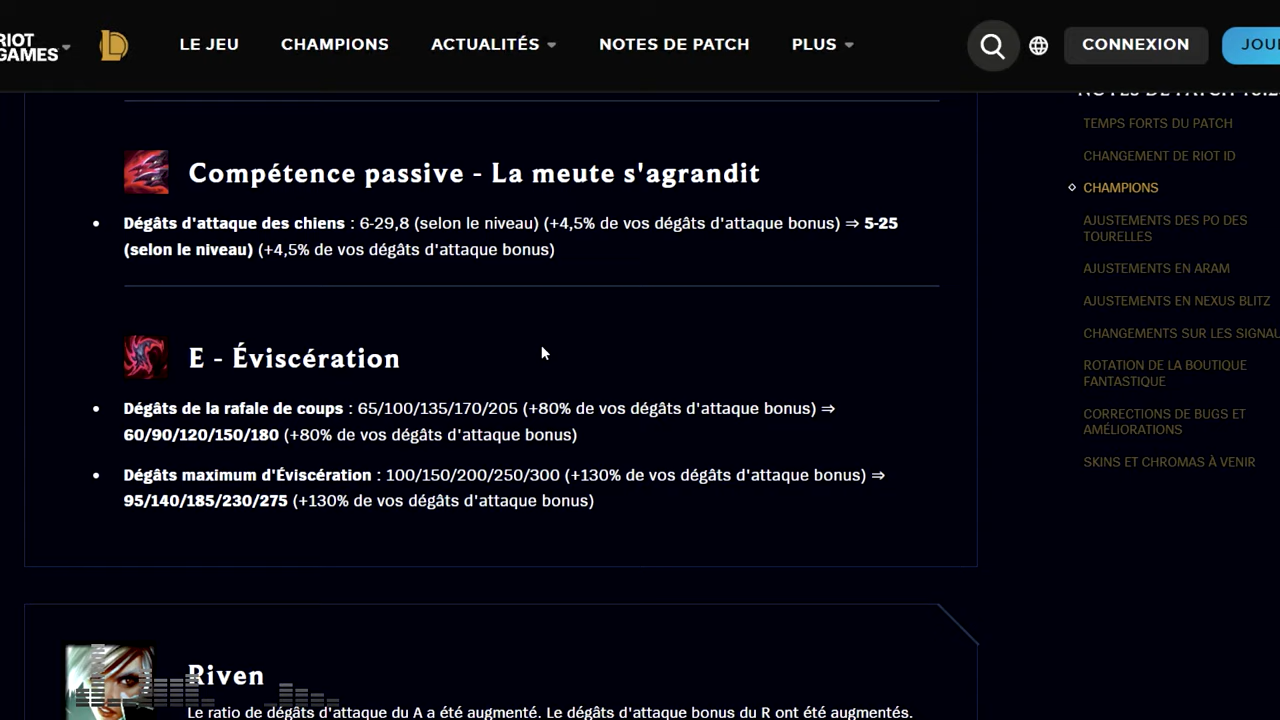 RIOT
GAMES
LE JEU
CHAMPIONS
ACTUALITÉS
NOTES DE PATCH
PLUS
CONNEXION
Compétence passive - La meute s'agrandit
Dégâts d'attaque des chiens : 6-29,8 (selon le niveau) (+4,5% de vos dégâts d'attaque bonus) ⇒ 5-25
(selon le niveau) (+4,5% de vos dégâts d'attaque bonus)
E - Éviscération
Dégâts de la rafale de coups : 65/100/135/170/205 (+80% de vos dégâts d'attaque bonus) ⇒
60/90/120/150/180 (+80% de vos dégâts d'attaque bonus)
Dégâts maximum d'Éviscération : 100/150/200/250/300 (+130% de vos dégâts d'attaque bonus) ⇒
95/140/185/230/275 (+130% de vos dégâts d'attaque bonus)
Riven
Le ratio de dégâts d'attaque du A a été augmenté. Le dégâts d'attaque bonus du R ont été augmentés.
NOTES DE PATCH
TEMPS FORTS DU PATCH
CHANGEMENT DE RIOT ID
CHAMPIONS
AJUSTEMENTS DES PO DES
TOURELLES
AJUSTEMENTS EN ARAM
AJUSTEMENTS EN NEXUS BLITZ
CHANGEMENTS SUR LES SIGNAU
ROTATION DE LA BOUTIQUE
FANTASTIQUE
CORRECTIONS DE BUGS ET
AMÉLIORATIONS
SKINS ET CHROMAS À VENIR